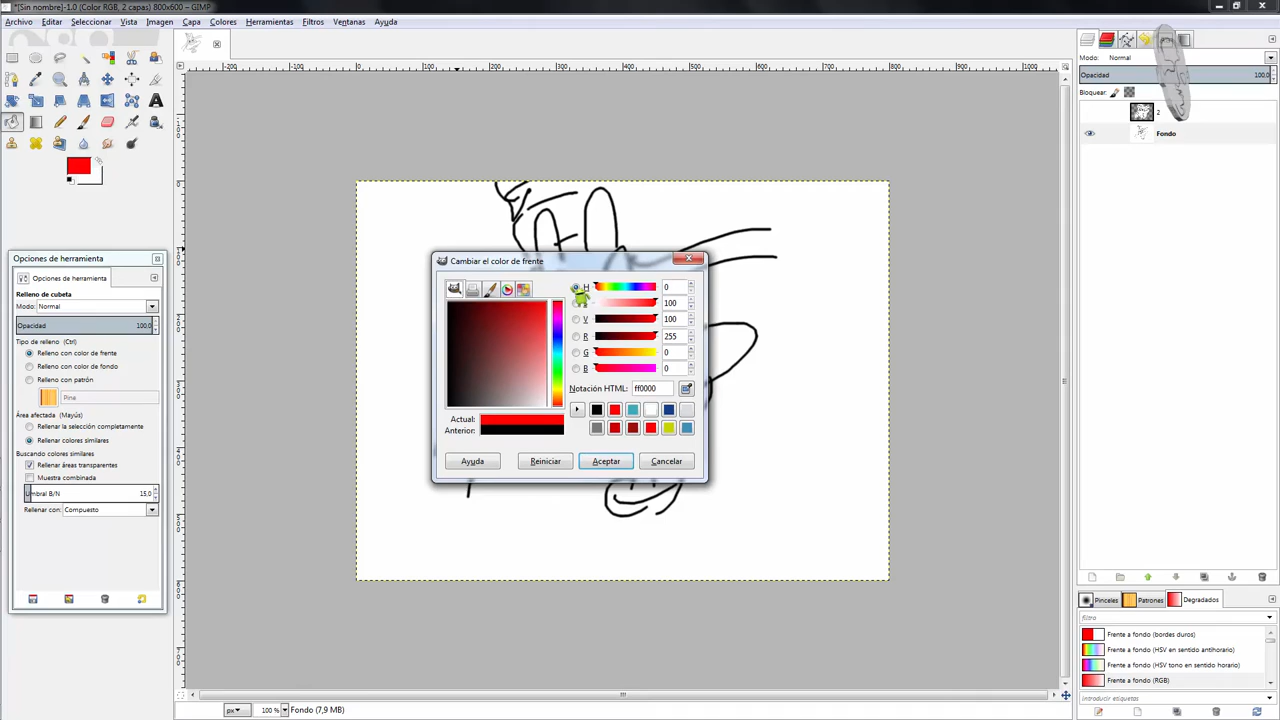 *[Sin nombre]-1.0 (Color RGB, 2 capas) 800x600 – GIMP
Archivo Editar Seleccionar Vista Imagen Capa Colores Herramientas Filtros Ventanas Ayuda
Modo: Normal
Opacidad 100,0
Bloquear:
2
Fondo
Opciones de herramienta
Opciones de herramienta
Relleno de cubeta
Modo: Normal
Opacidad 100,0
Tipo de relleno (Ctrl)
Relleno con color de frente
Relleno con color de fondo
Relleno con patrón
Pine
Área afectada (Mayús)
Rellenar la selección completamente
Rellenar colores similares
Buscando colores similares
Rellenar áreas transparentes
Muestra combinada
Umbral B/N 15,0
Rellenar con: Compuesto
Cambiar el color de frente
H 0
100
V 100
R 255
G 0
B 0
Notación HTML: ff0000
Actual:
Anterior:
Ayuda Reiniciar Aceptar Cancelar
Pinceles Patrones Degradados
filtro
Frente a fondo (bordes duros)
Frente a fondo (HSV en sentido antihorario)
Frente a fondo (HSV tono en sentido horario)
Frente a fondo (RGB)
introducir etiquetas
px 100 % Fondo (7,9 MB)